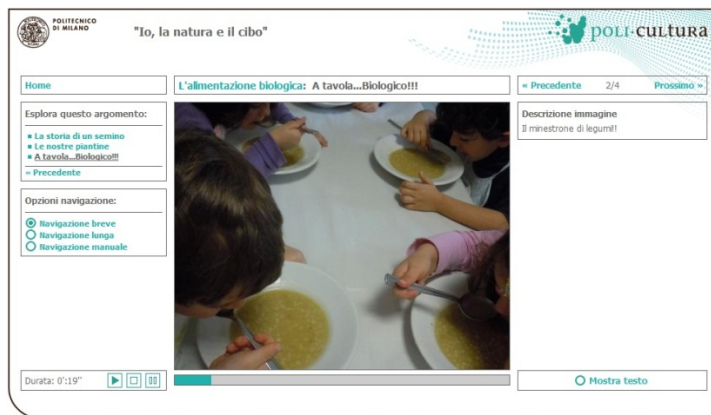 POLITECNICO
DI MILANO
"Io, la natura e il cibo"
POLI-CULTURA
Home
L'alimentazione biologica: A tavola...Biologico!!!
« Precedente 2/4 Prossimo »
Esplora questo argomento:
La storia di un semino
Le nostre piantine
A tavola...Biologico!!!
« Precedente
Opzioni navigazione:
Navigazione breve
Navigazione lunga
Navigazione manuale
Descrizione immagine
Il minestrone di legumi!!
Durata: 0':19''
Mostra testo